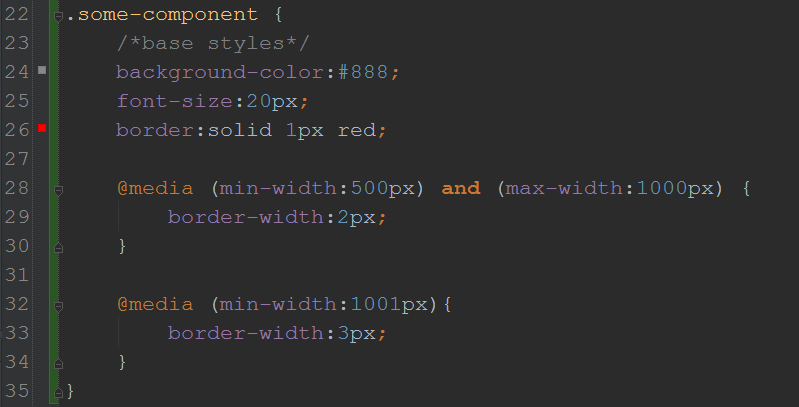 22 .some-component {
23     /*base styles*/
24     background-color:#888;
25     font-size:20px;
26     border:solid 1px red;
27
28     @media (min-width:500px) and (max-width:1000px) {
29         border-width:2px;
30     }
31
32     @media (min-width:1001px){
33         border-width:3px;
34     }
35 }